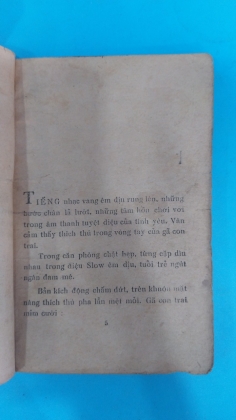 TIẾNG nhạc vang êm dịu rung lên, những
bước chân lả lướt, những tâm hồn chơi vơi
trong âm thanh tuyệt diệu của tình yêu. Vân
cảm thấy thích thú trong vòng tay của gã con
trai.
Trong căn phòng chật hẹp, từng cặp dìu
nhau trong điệu Slow êm dịu, tuổi trẻ ngất
ngây đam mê.
Bản kích động chấm dứt, trên khuôn mặt
nàng thích thú pha lẫn mệt mỏi. Gã con trai
mỉm cười
5